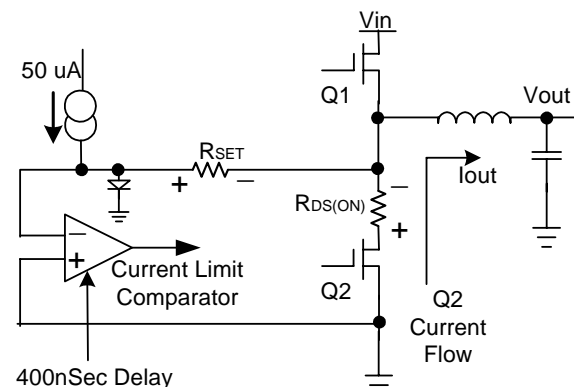 Vin
50 uA
Q1
Vout
RSET
+
−
−
Iout
RDS(ON)
+
−
+
Current Limit
Comparator
Q2
Q2
Current
Flow
400nSec Delay